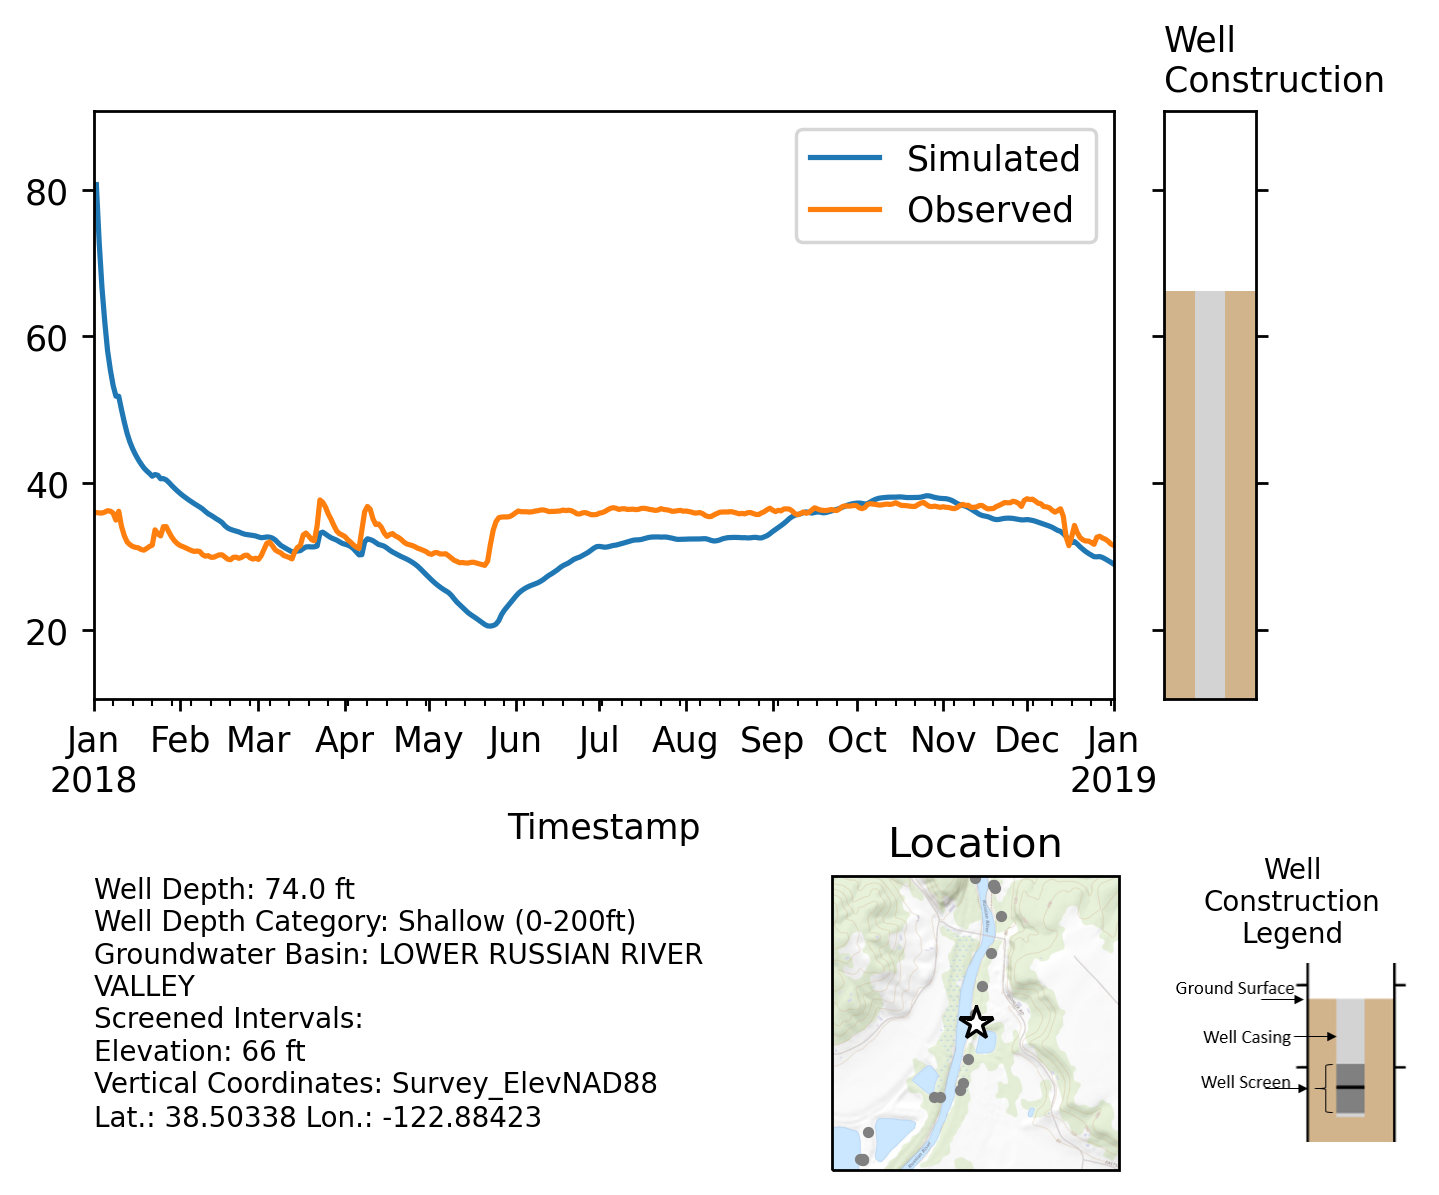 Well
Construction
Simulated
Observed
80
60
40
20
Jan
2018
Feb
Mar
Apr
May
Jun
Jul
Aug
Sep
Oct
Nov
Dec
Jan
2019
Timestamp
Well Depth: 74.0 ft
Well Depth Category: Shallow (0-200ft)
Groundwater Basin: LOWER RUSSIAN RIVER
VALLEY
Screened Intervals:
Elevation: 66 ft
Vertical Coordinates: Survey_ElevNAD88
Lat.: 38.50338 Lon.: -122.88423
Location
Well
Construction
Legend
Ground Surface
Well Casing
Well Screen